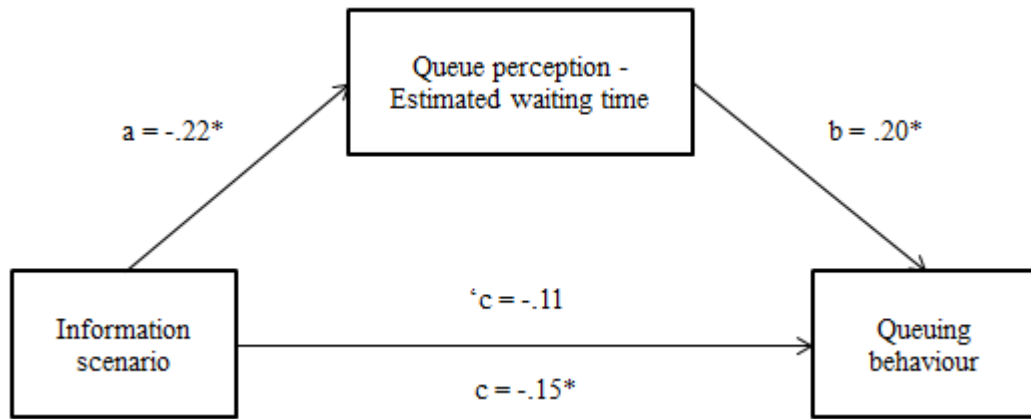 Queue perception -
Estimated waiting time
a = -.22*
b = .20*
Information
scenario
‘c = -.11
c = -.15*
Queuing
behaviour